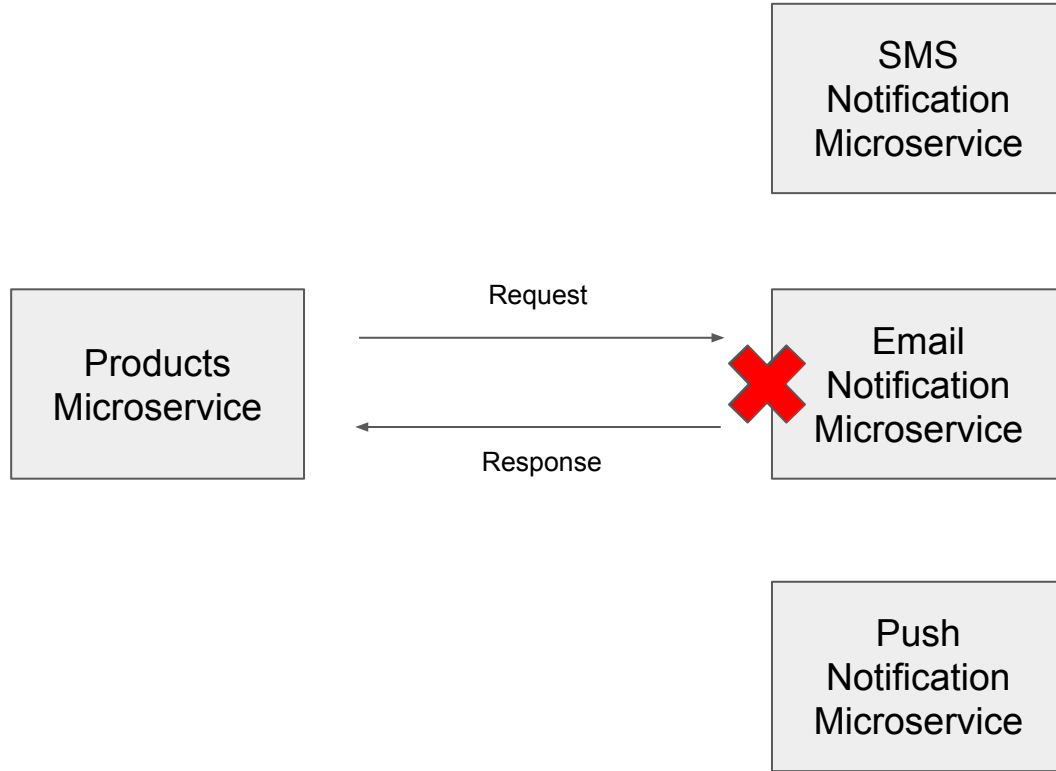 SMS
Notification
Microservice
Request
Products
Microservice
Email
Notification
Microservice
Response
Push
Notification
Microservice